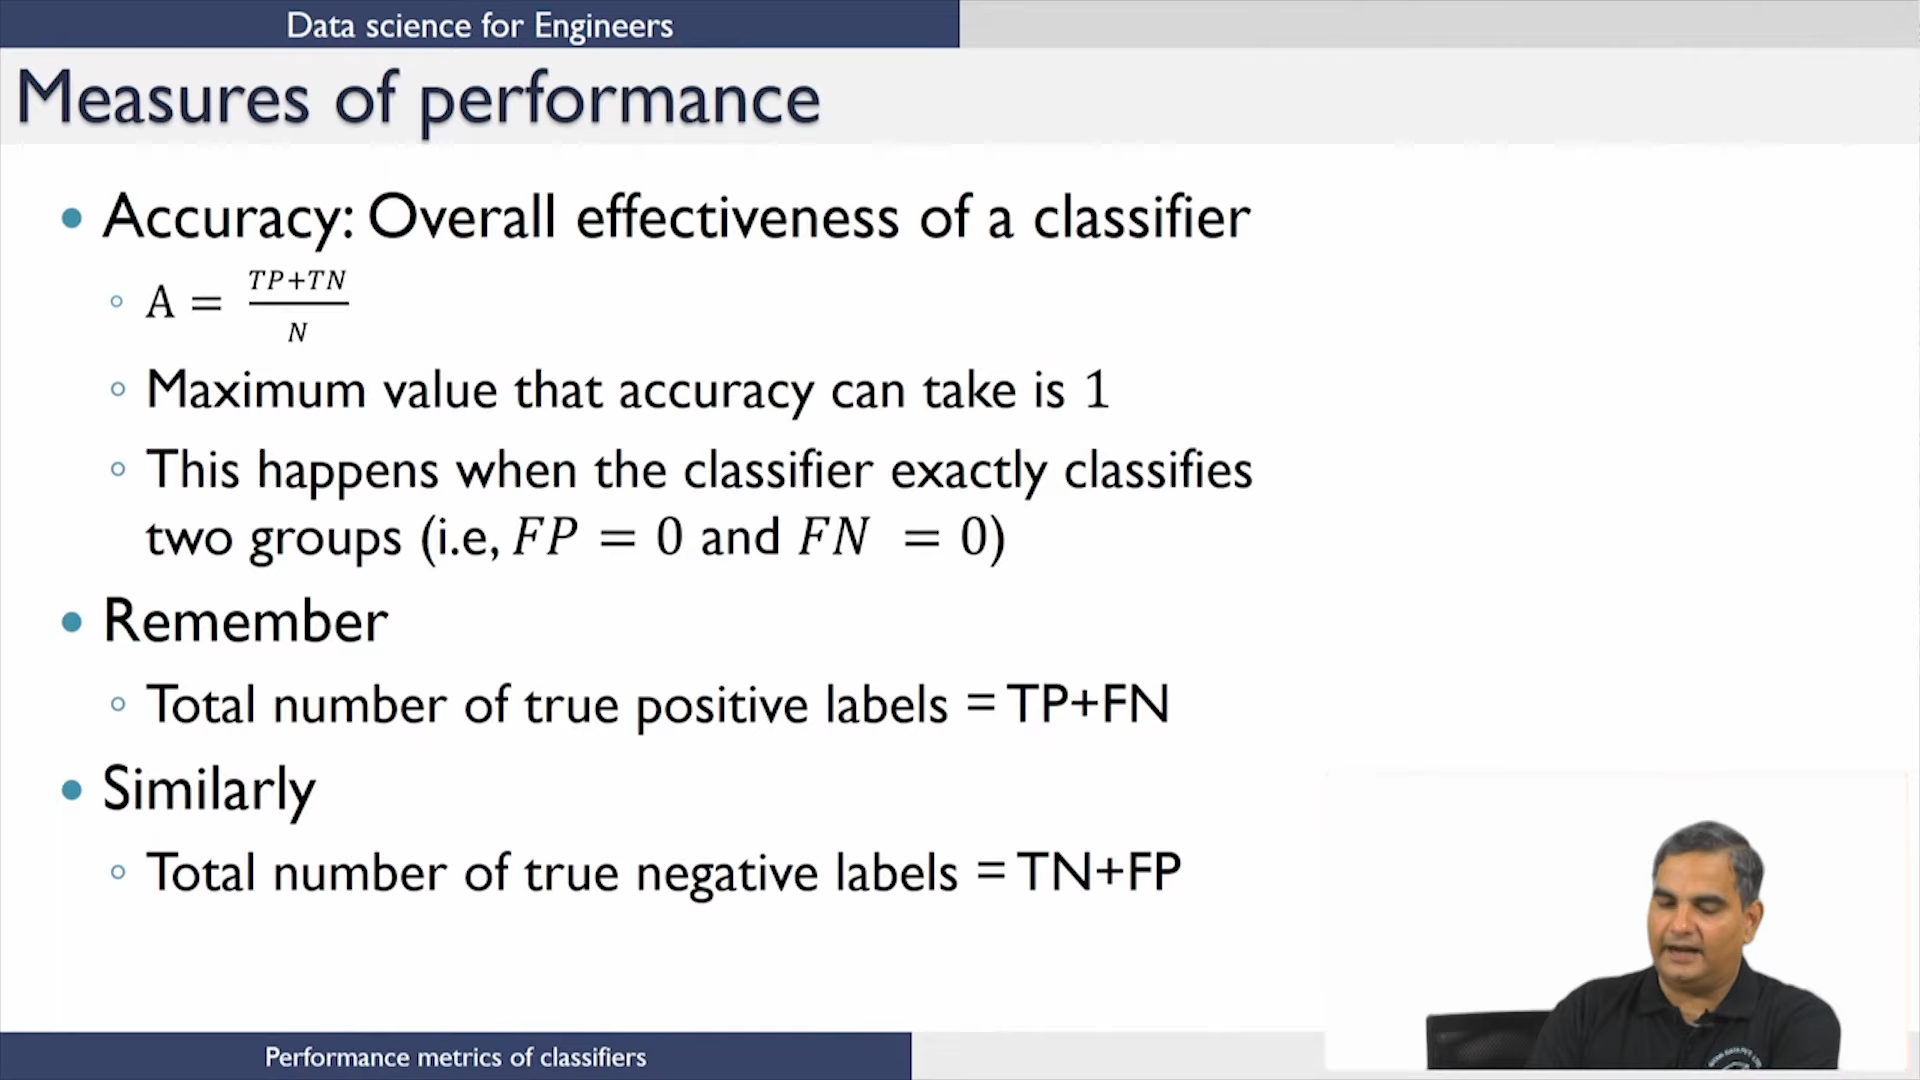 Data science for Engineers
Measures of performance
• Accuracy: Overall effectiveness of a classifier
◦ A = \frac{TP+TN}{N}
◦ Maximum value that accuracy can take is 1
◦ This happens when the classifier exactly classifies
two groups (i.e, FP = 0 and FN = 0)
• Remember
◦ Total number of true positive labels = TP+FN
• Similarly
◦ Total number of true negative labels = TN+FP
Performance metrics of classifiers